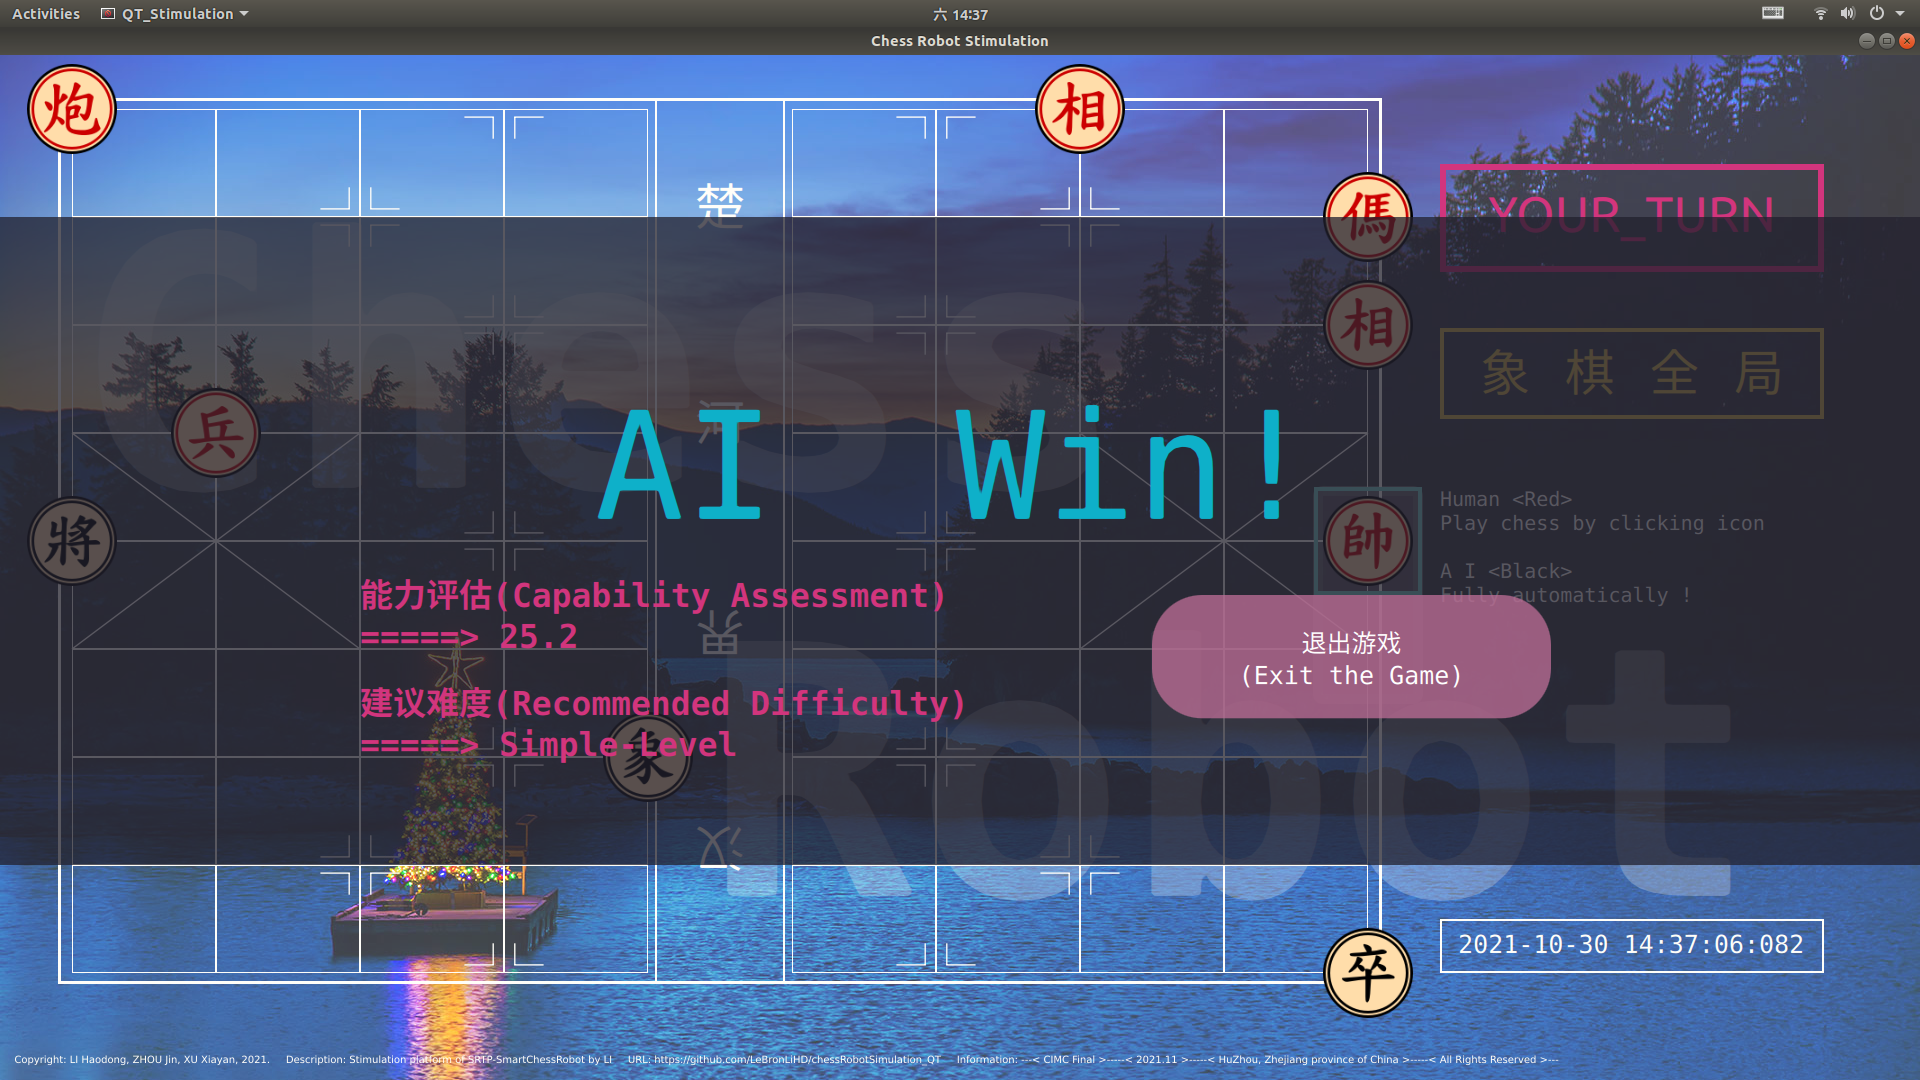 Activities QT_Stimulation 六 14:37
Chess Robot Stimulation
炮 相
楚
傌 YOUR_TURN
相
象棋全局
Chess
河
兵
AI Win!
將 帥
Human <Red>
Play chess by clicking icon
A I <Black>
Fully automatically !
能力评估(Capability Assessment)
=====> 25.2
界
退出游戏
(Exit the Game)
建议难度(Recommended Difficulty)
=====> Simple-Level
象
Robot
汉
卒
2021-10-30 14:37:06:082
Copyright: LI Haodong, ZHOU Jin, XU Xiayan, 2021. Description: Stimulation platform of SRTP-SmartChessRobot by LI URL: https://github.com/LeBronLiHD/chessRobotSimulation_QT Information: ---< CIMC Final >-----< 2021.11 >-----< HuZhou, Zhejiang province of China >-----< All Rights Reserved >---